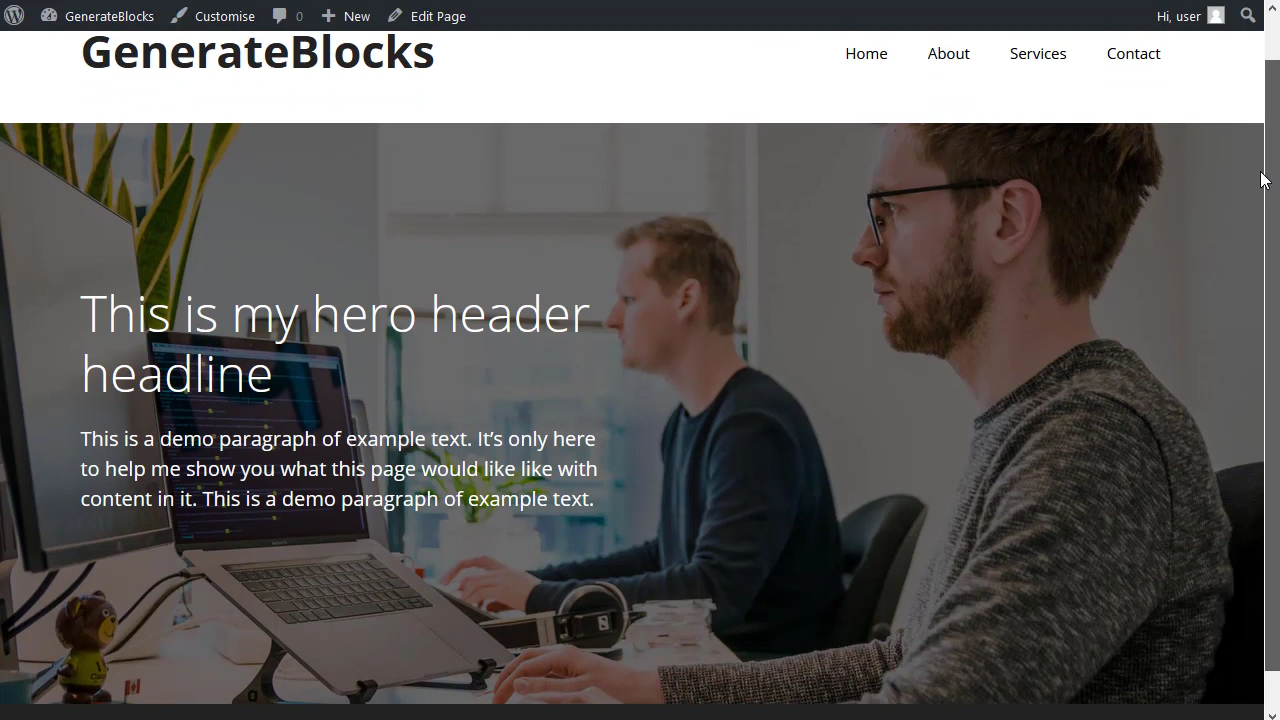 GenerateBlocks Customise 0 New Edit Page Hi, user
GenerateBlocks
Home About Services Contact
This is my hero header
headline
This is a demo paragraph of example text. It’s only here
to help me show you what this page would like like with
content in it. This is a demo paragraph of example text.